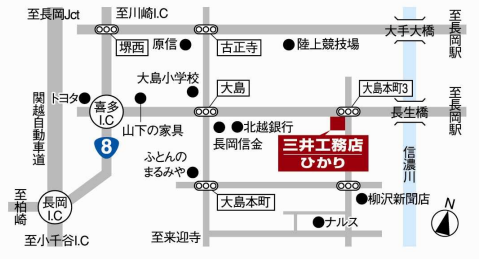 至長岡Jct
至川崎I.C
堺西
原信
古正寺
陸上競技場
大手大橋
至長岡駅
大島小学校
トヨタ
喜多I.C
大島
大島本町3
至長岡駅
関越自動車道
山下の家具
北越銀行
長岡信金
三井工務店
ひかり
長生橋
8
ふとんの
まるみや
信濃川
大島本町
柳沢新聞店
長岡I.C
至柏崎
至小千谷I.C
至来迎寺
ナルス
N